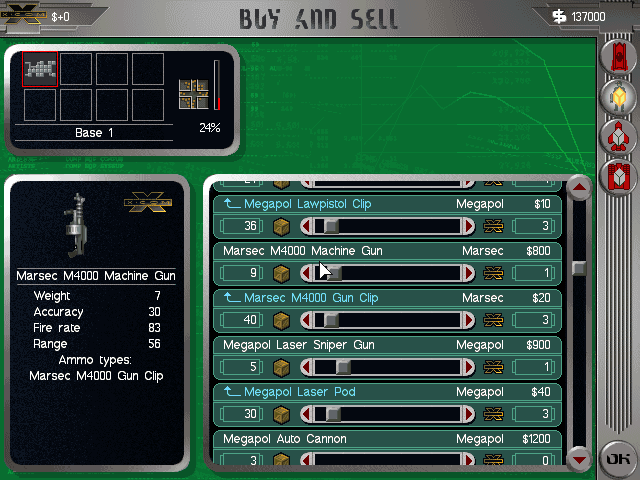 $+0
BUY AND SELL
137000
Base 1
24%
X-COM
Marsec M4000 Machine Gun
Weight 7
Accuracy 30
Fire rate 83
Range 56
Ammo types:
Marsec M4000 Gun Clip
Megapol Lawpistol Clip Megapol $10
36 3
Marsec M4000 Machine Gun Marsec $800
9 1
Marsec M4000 Gun Clip Marsec $20
40 3
Megapol Laser Sniper Gun Megapol $900
5 1
Megapol Laser Pod Megapol $40
30 3
Megapol Auto Cannon Megapol $1200
3 0
OK